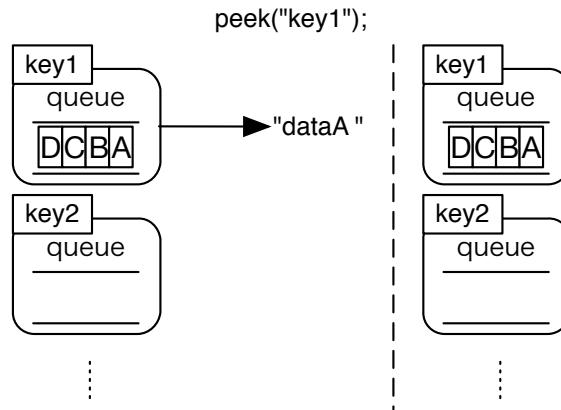 peek("key1");
key1
queue
DCBA
"dataA "
key2
queue
key1
queue
DCBA
key2
queue